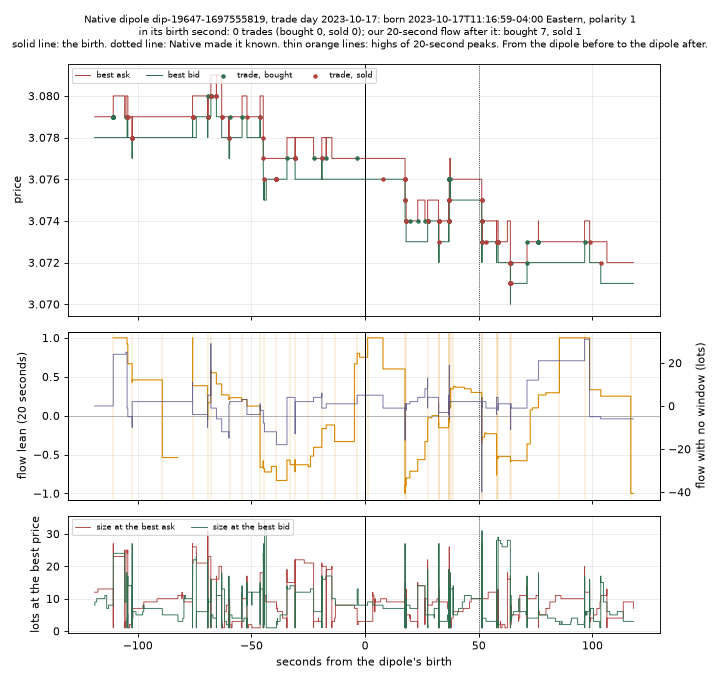 Native dipole dip-19647-1697555819, trade day 2023-10-17: born 2023-10-17T11:16:59-04:00 Eastern, polarity 1
in its birth second: 0 trades (bought 0, sold 0); our 20-second flow after it: bought 7, sold 1
solid line: the birth. dotted line: Native made it known. thin orange lines: highs of 20-second peaks. From the dipole before to the dipole after.
best ask best bid trade, bought trade, sold
3.080
3.078
3.076
3.074
3.072
3.070
price
1.0
0.5
0.0
−0.5
−1.0
flow lean (20 seconds)
20
0
−20
−40
flow with no window (lots)
size at the best ask size at the best bid
30
20
10
0
lots at the best price
−100 −50 0 50 100
seconds from the dipole's birth